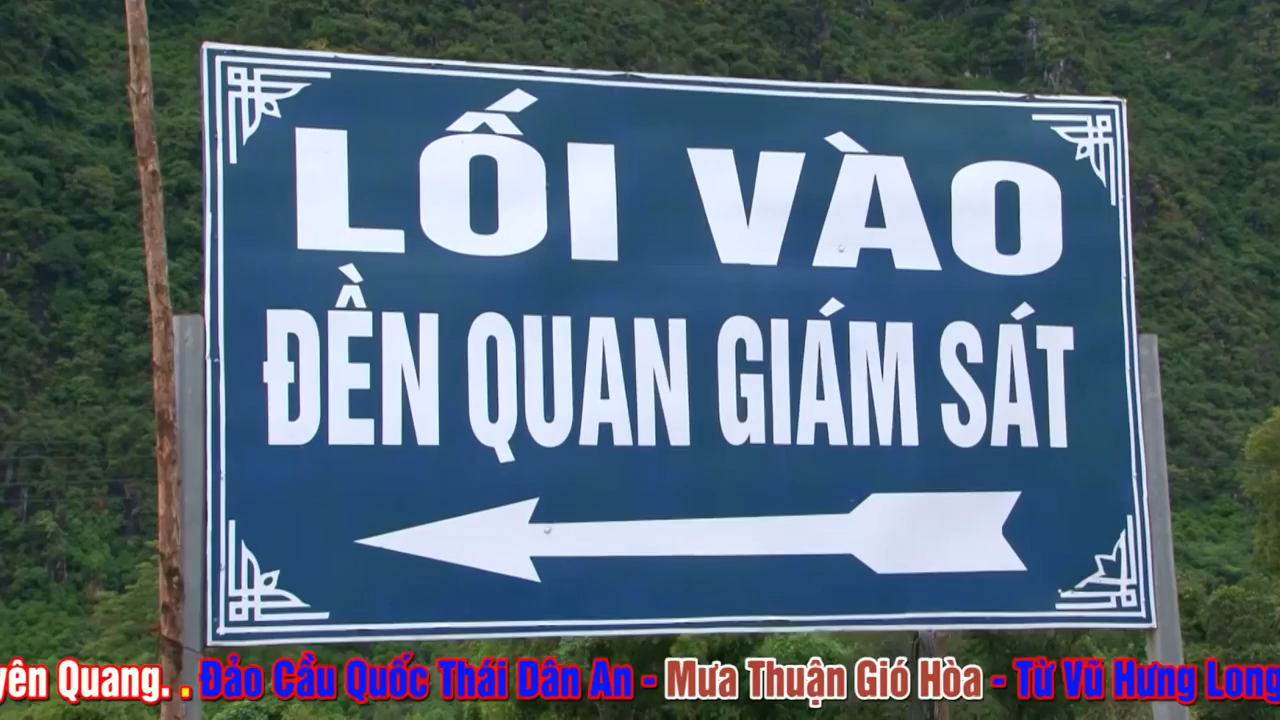 LỐI VÀO
ĐỀN QUAN GIÁM SÁT
yên Quang. . Đảo Cầu Quốc Thái Dân An - Mưa Thuận Gió Hòa - Từ Vũ Hưng Long